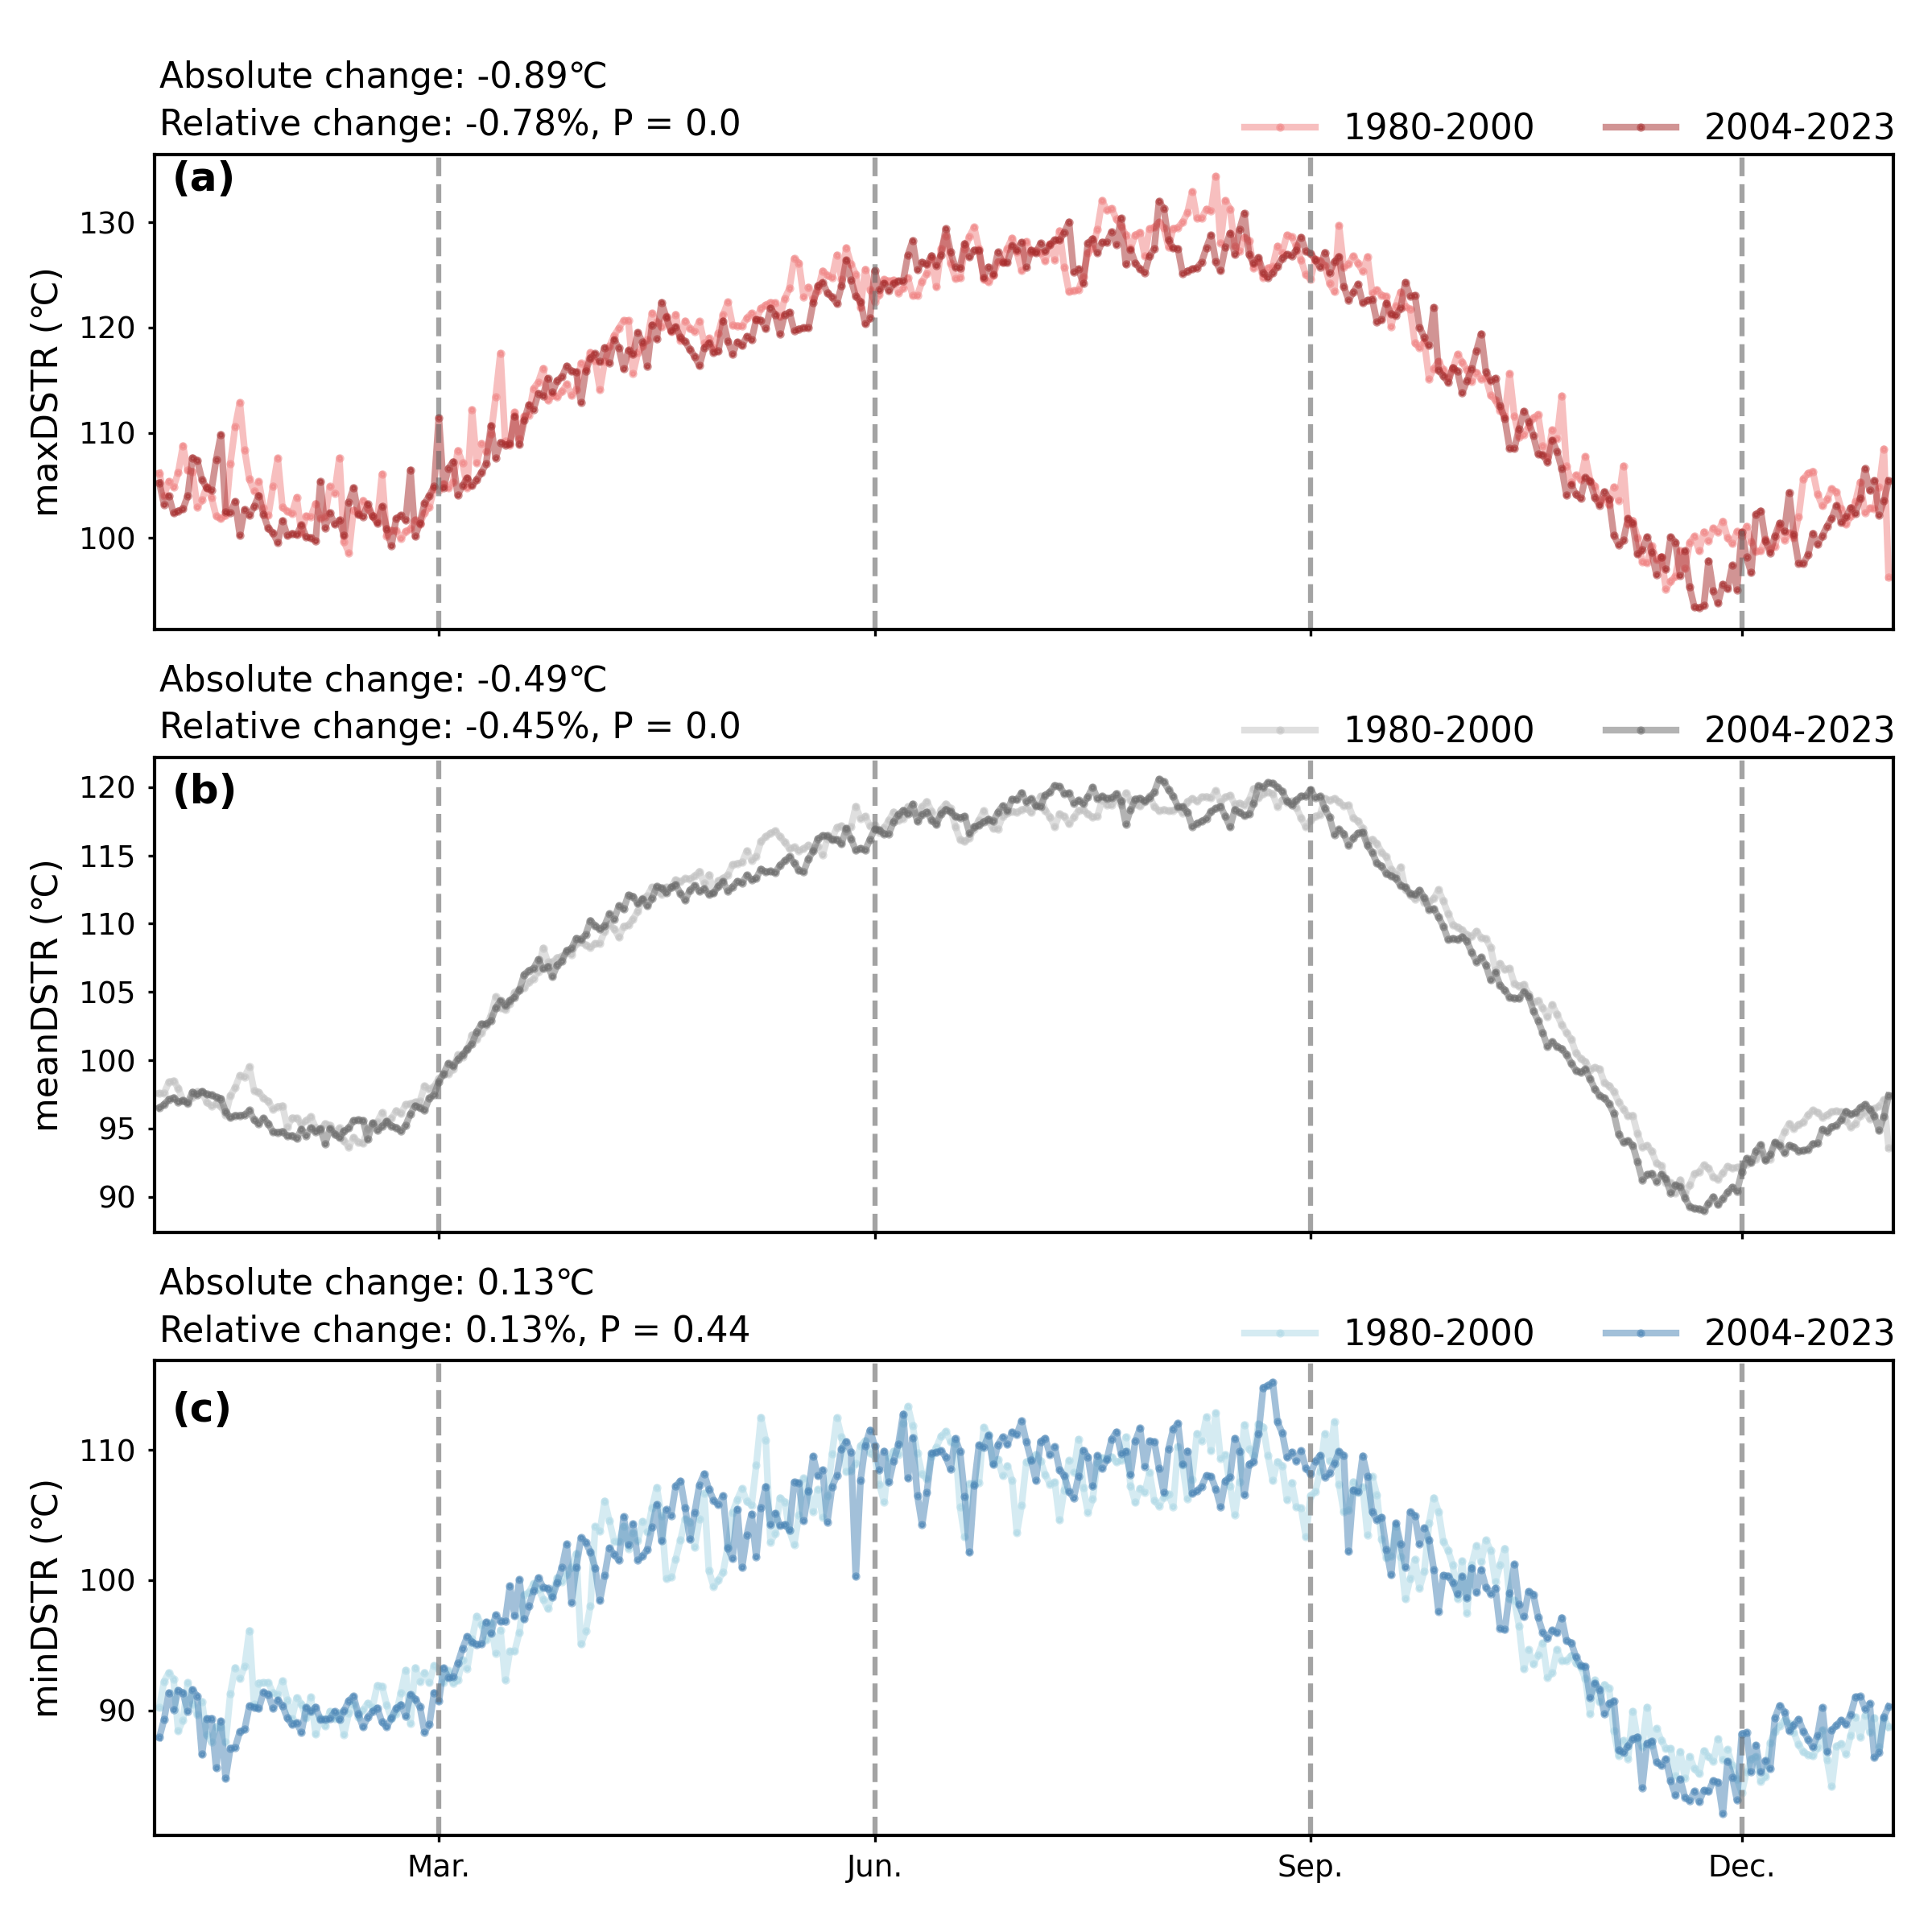 Absolute change: -0.89℃
Relative change: -0.78%, P = 0.0
1980-2000
2004-2023
(a)
maxDSTR (℃)
130
120
110
100
Absolute change: -0.49℃
Relative change: -0.45%, P = 0.0
1980-2000
2004-2023
(b)
meanDSTR (℃)
120
115
110
105
100
95
90
Absolute change: 0.13℃
Relative change: 0.13%, P = 0.44
1980-2000
2004-2023
(c)
minDSTR (℃)
110
100
90
Mar.
Jun.
Sep.
Dec.